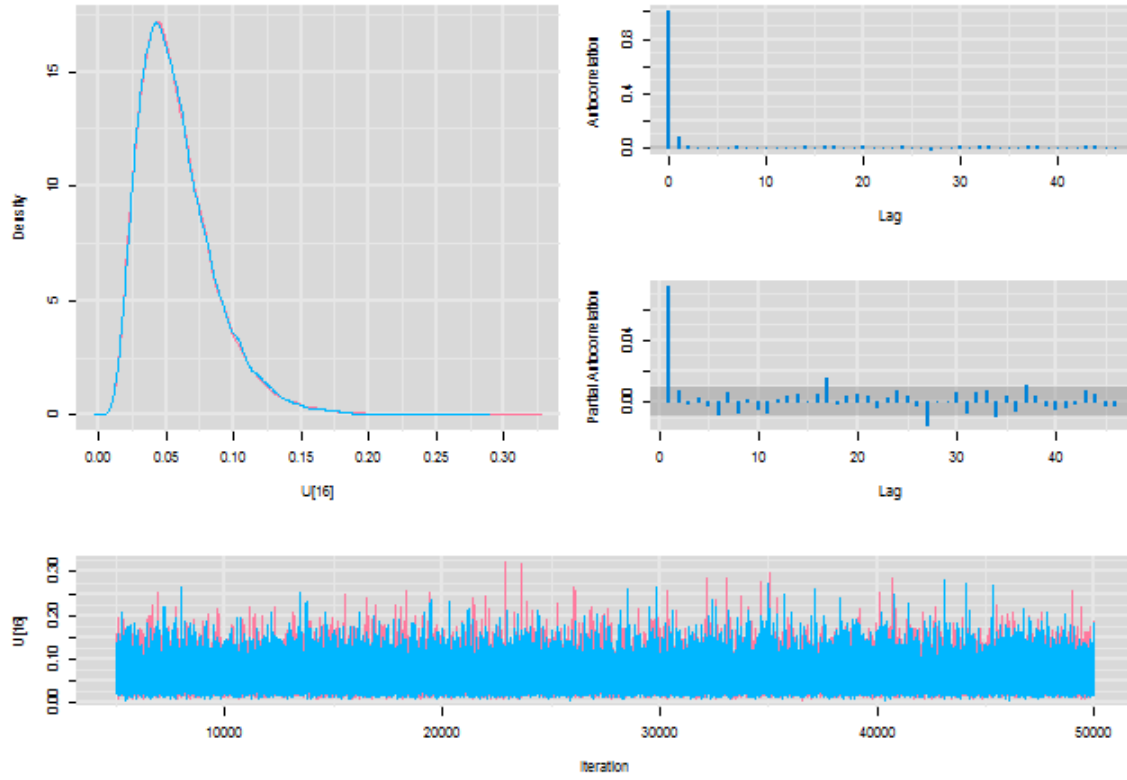 15
10
5
0
Density
0.00 0.05 0.10 0.15 0.20 0.25 0.30
U[16]
0.8
0.4
0.0
Autocorrelation
0 10 20 30 40
Lag
0.04
0.00
Partial Autocorrelation
0 10 20 30 40
Lag
0.30
0.20
0.10
0.00
U[16]
10000 20000 30000 40000 50000
Iteration